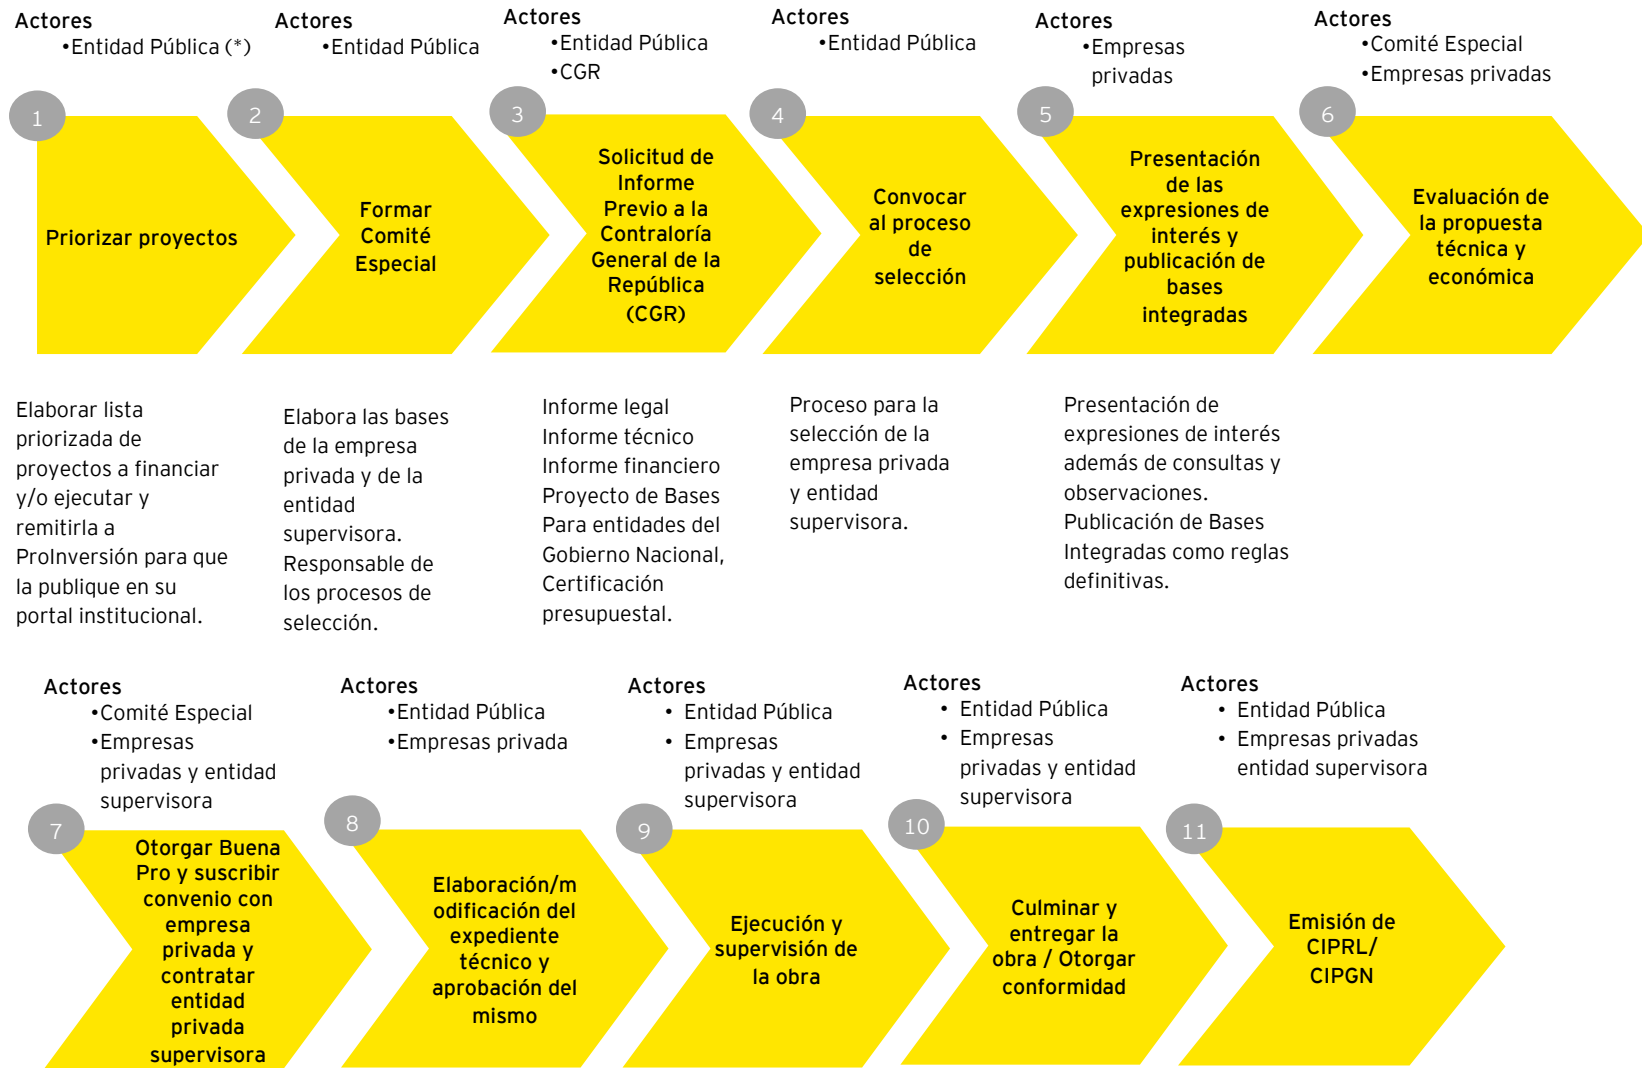 Actores
•Entidad Pública (*)
1
Priorizar proyectos
Elaborar lista
priorizada de
proyectos a financiar
y/o ejecutar y
remitirla a
ProInversión para que
la publique en su
portal institucional.
Actores
•Entidad Pública
2
Formar
Comité
Especial
Elabora las bases
de la empresa
privada y de la
entidad
supervisora.
Responsable de
los procesos de
selección.
Actores
•Entidad Pública
•CGR
3
Solicitud de
Informe
Previo a la
Contraloría
General de la
República
(CGR)
Informe legal
Informe técnico
Informe financiero
Proyecto de Bases
Para entidades del
Gobierno Nacional,
Certificación
presupuestal.
Actores
•Entidad Pública
4
Convocar
al proceso
de
selección
Proceso para la
selección de la
empresa privada
y entidad
supervisora.
Actores
•Empresas
privadas
5
Presentación
de las
expresiones de
interés y
publicación de
bases
integradas
Presentación de
expresiones de interés
además de consultas y
observaciones.
Publicación de Bases
Integradas como reglas
definitivas.
Actores
•Comité Especial
•Empresas privadas
6
Evaluación de
la propuesta
técnica y
económica
Actores
•Comité Especial
•Empresas
privadas y entidad
supervisora
7
Otorgar Buena
Pro y suscribir
convenio con
empresa
privada y
contratar
entidad
privada
supervisora
Actores
•Entidad Pública
•Empresas privada
8
Elaboración/m
odificación del
expediente
técnico y
aprobación del
mismo
Actores
• Entidad Pública
• Empresas
privadas y entidad
supervisora
9
Ejecución y
supervisión de
la obra
Actores
• Entidad Pública
• Empresas
privadas y entidad
supervisora
10
Culminar y
entregar la
obra / Otorgar
conformidad
Actores
• Entidad Pública
• Empresas privadas
entidad supervisora
11
Emisión de
CIPRL/
CIPGN